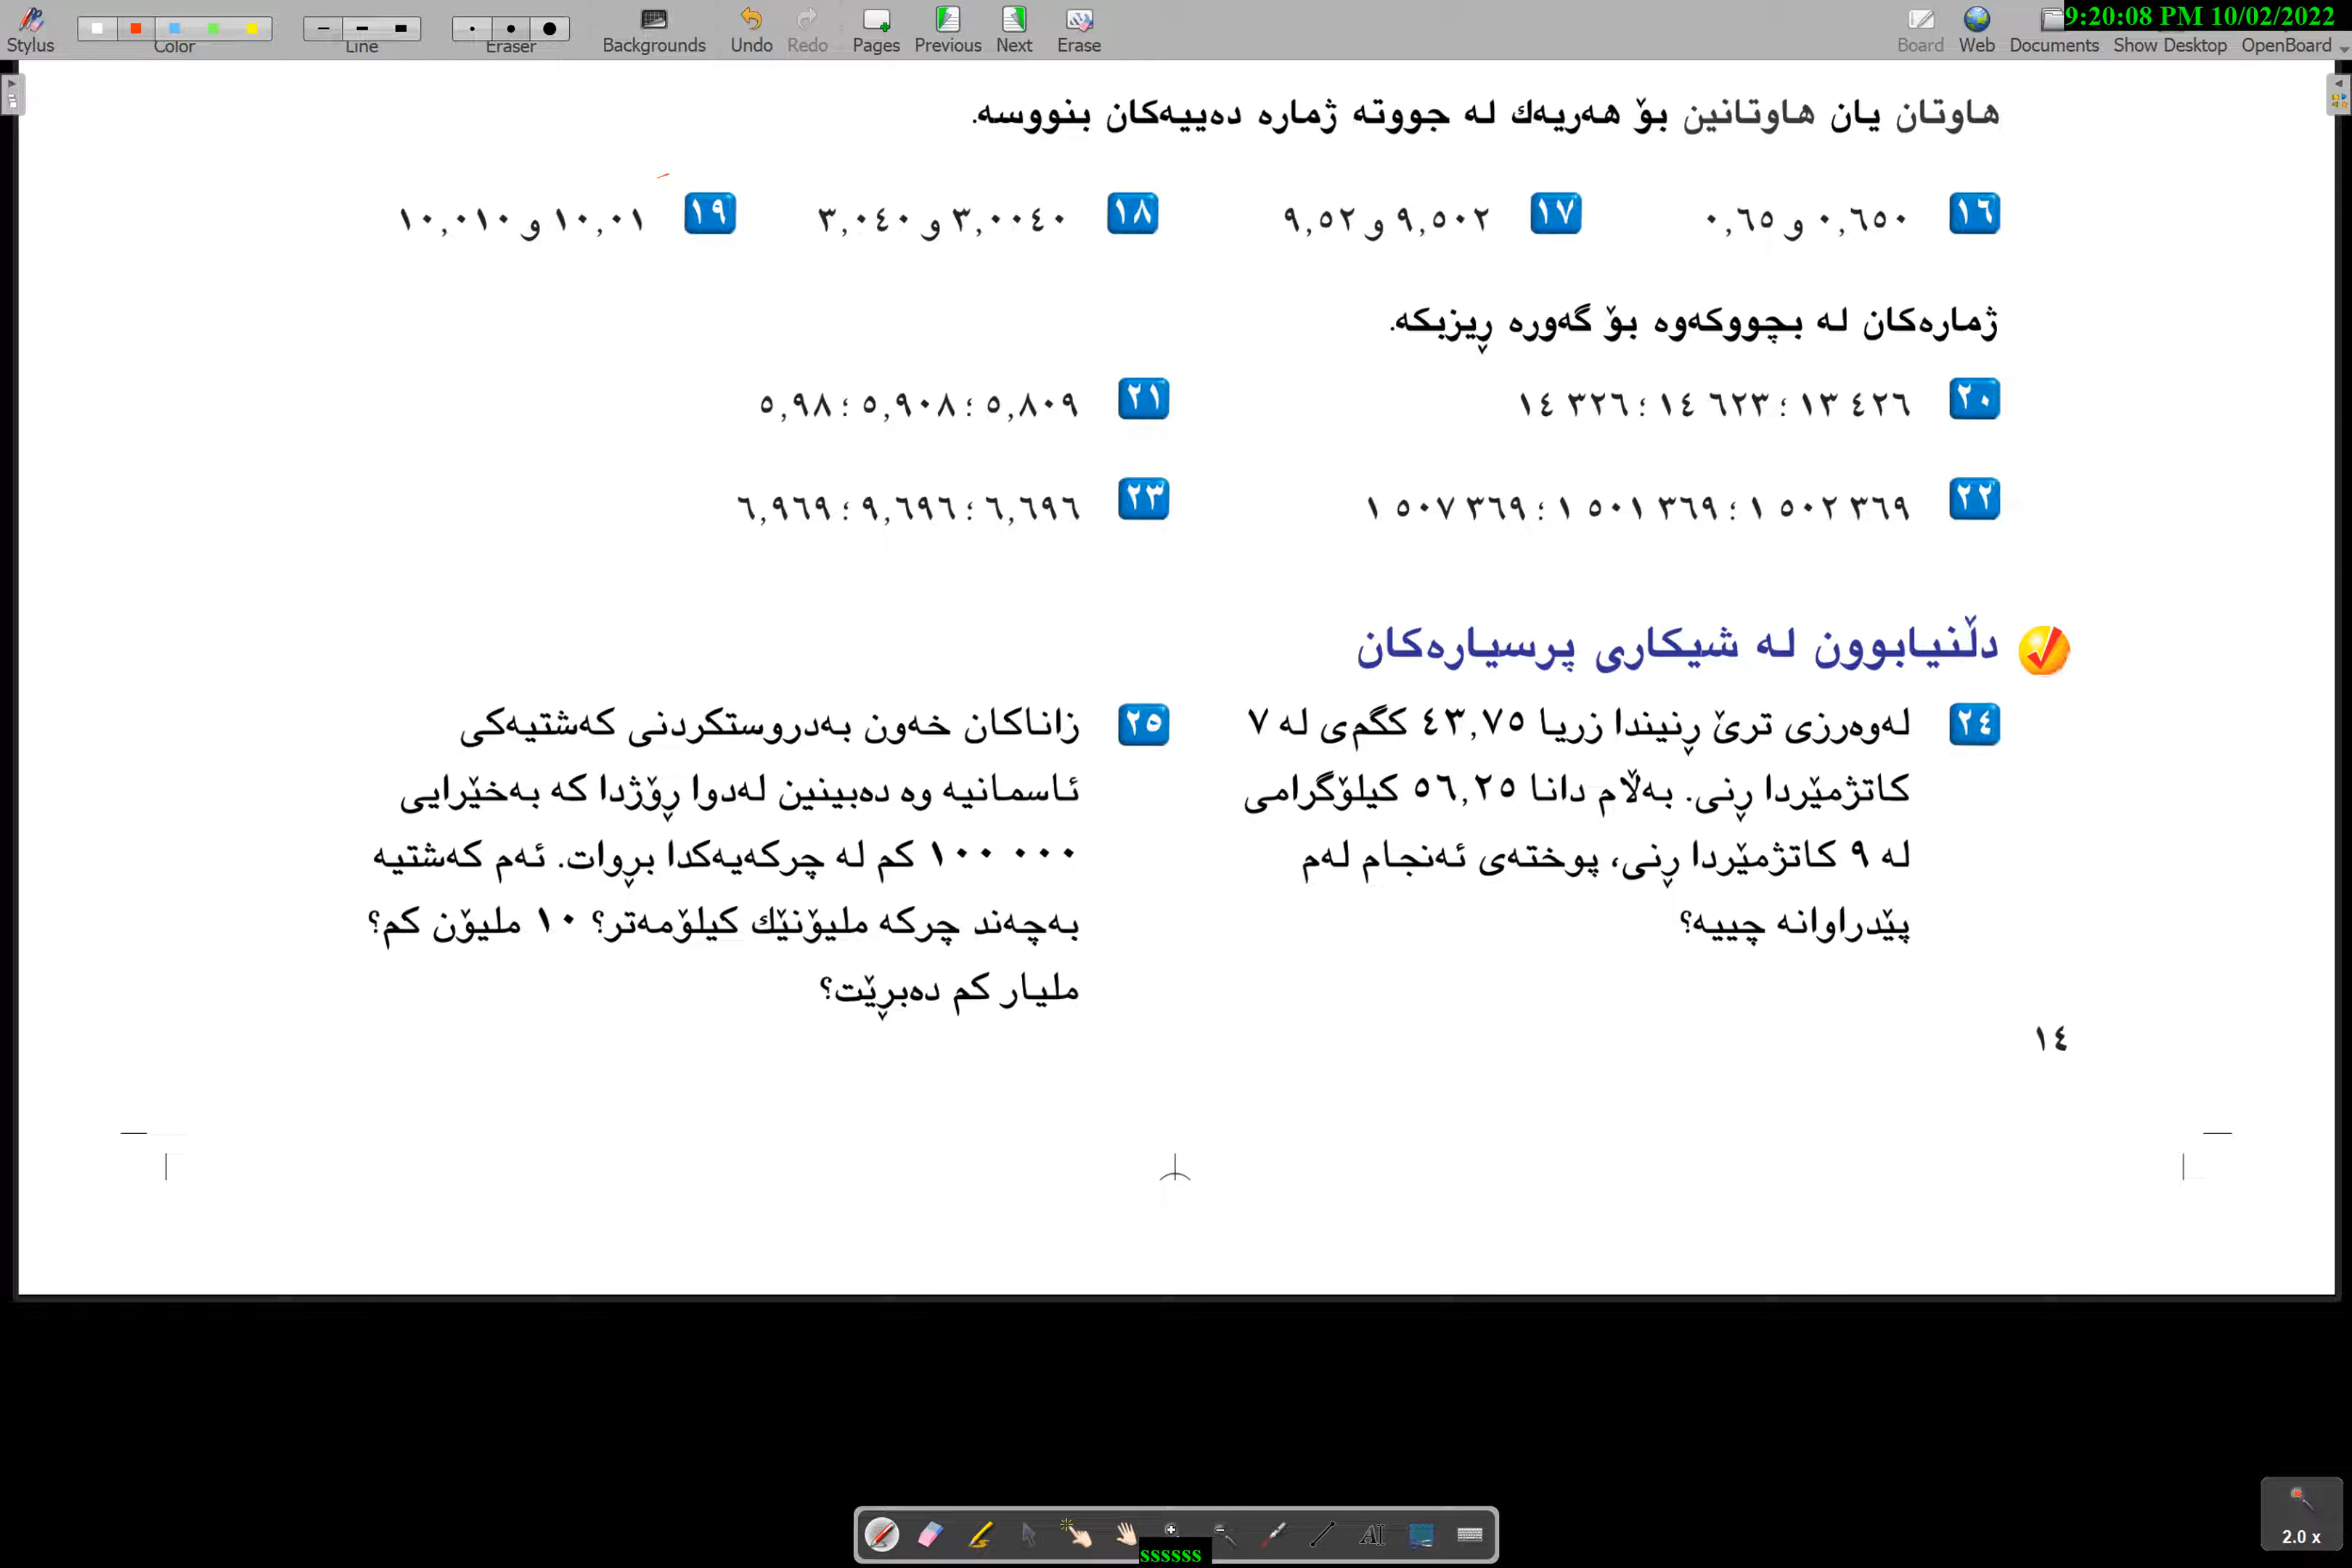 Stylus Color Line Eraser Backgrounds Undo Redo Pages Previous Next Erase Board Web Documents Show Desktop OpenBoard
9:20:08 PM 10/02/2022
هاوتان یان هاوتانین بۆ هەریەك لە جووتە ژمارە دەییەکان بنووسە.
١٦ ٠,٦٥٠ و ٠,٦٥
١٧ ٩,٥٠٢ و ٩,٥٢
١٨ ٣,٠٠٤٠ و ٣,٠٤٠
١٩ ١٠,٠١ و ١٠,٠١٠
ژمارەکان لە بچووکەوە بۆ گەورە ڕیزبکە.
٢٠ ١٣ ٤٢٦ ؛ ١٤ ٦٢٣ ؛ ١٤ ٣٢٦
٢١ ٥,٨٠٩ ؛ ٥,٩٠٨ ؛ ٥,٩٨
٢٢ ١ ٥٠٢ ٣٦٩ ؛ ١ ٥٠١ ٣٦٩ ؛ ١ ٥٠٧ ٣٦٩
٢٣ ٦,٦٩٦ ؛ ٩,٦٩٦ ؛ ٦,٩٦٩
دڵنیابوون لە شیکاری پرسیارەکان
٢٤ لەوەرزی ترێ ڕنیندا زریا ٤٣,٧٥ کگمی لە ٧
کاتژمێردا ڕنی. بەڵام دانا ٥٦,٢٥ کیلۆگرامی
لە ٩ کاتژمێردا ڕنی، پوختەی ئەنجام لەم
پێدراوانە چییە؟
٢٥ زاناکان خەون بەدروستکردنی کەشتیەکی
ئاسمانیە وە دەبینین لەدوا ڕۆژدا کە بەخێرایی
١٠٠ ٠٠٠ کم لە چرکەیەکدا بڕوات. ئەم کەشتیە
بەچەند چرکە ملیۆنێك کیلۆمەتر؟ ١٠ ملیۆن کم؟
ملیار کم دەبڕێت؟
١٤
ssssss
2.0 x